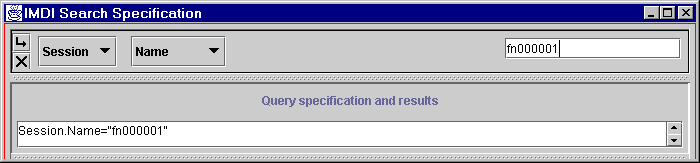 IMDI Search Specification
Session Name fn000001
Query specification and results
Session.Name="fn000001"